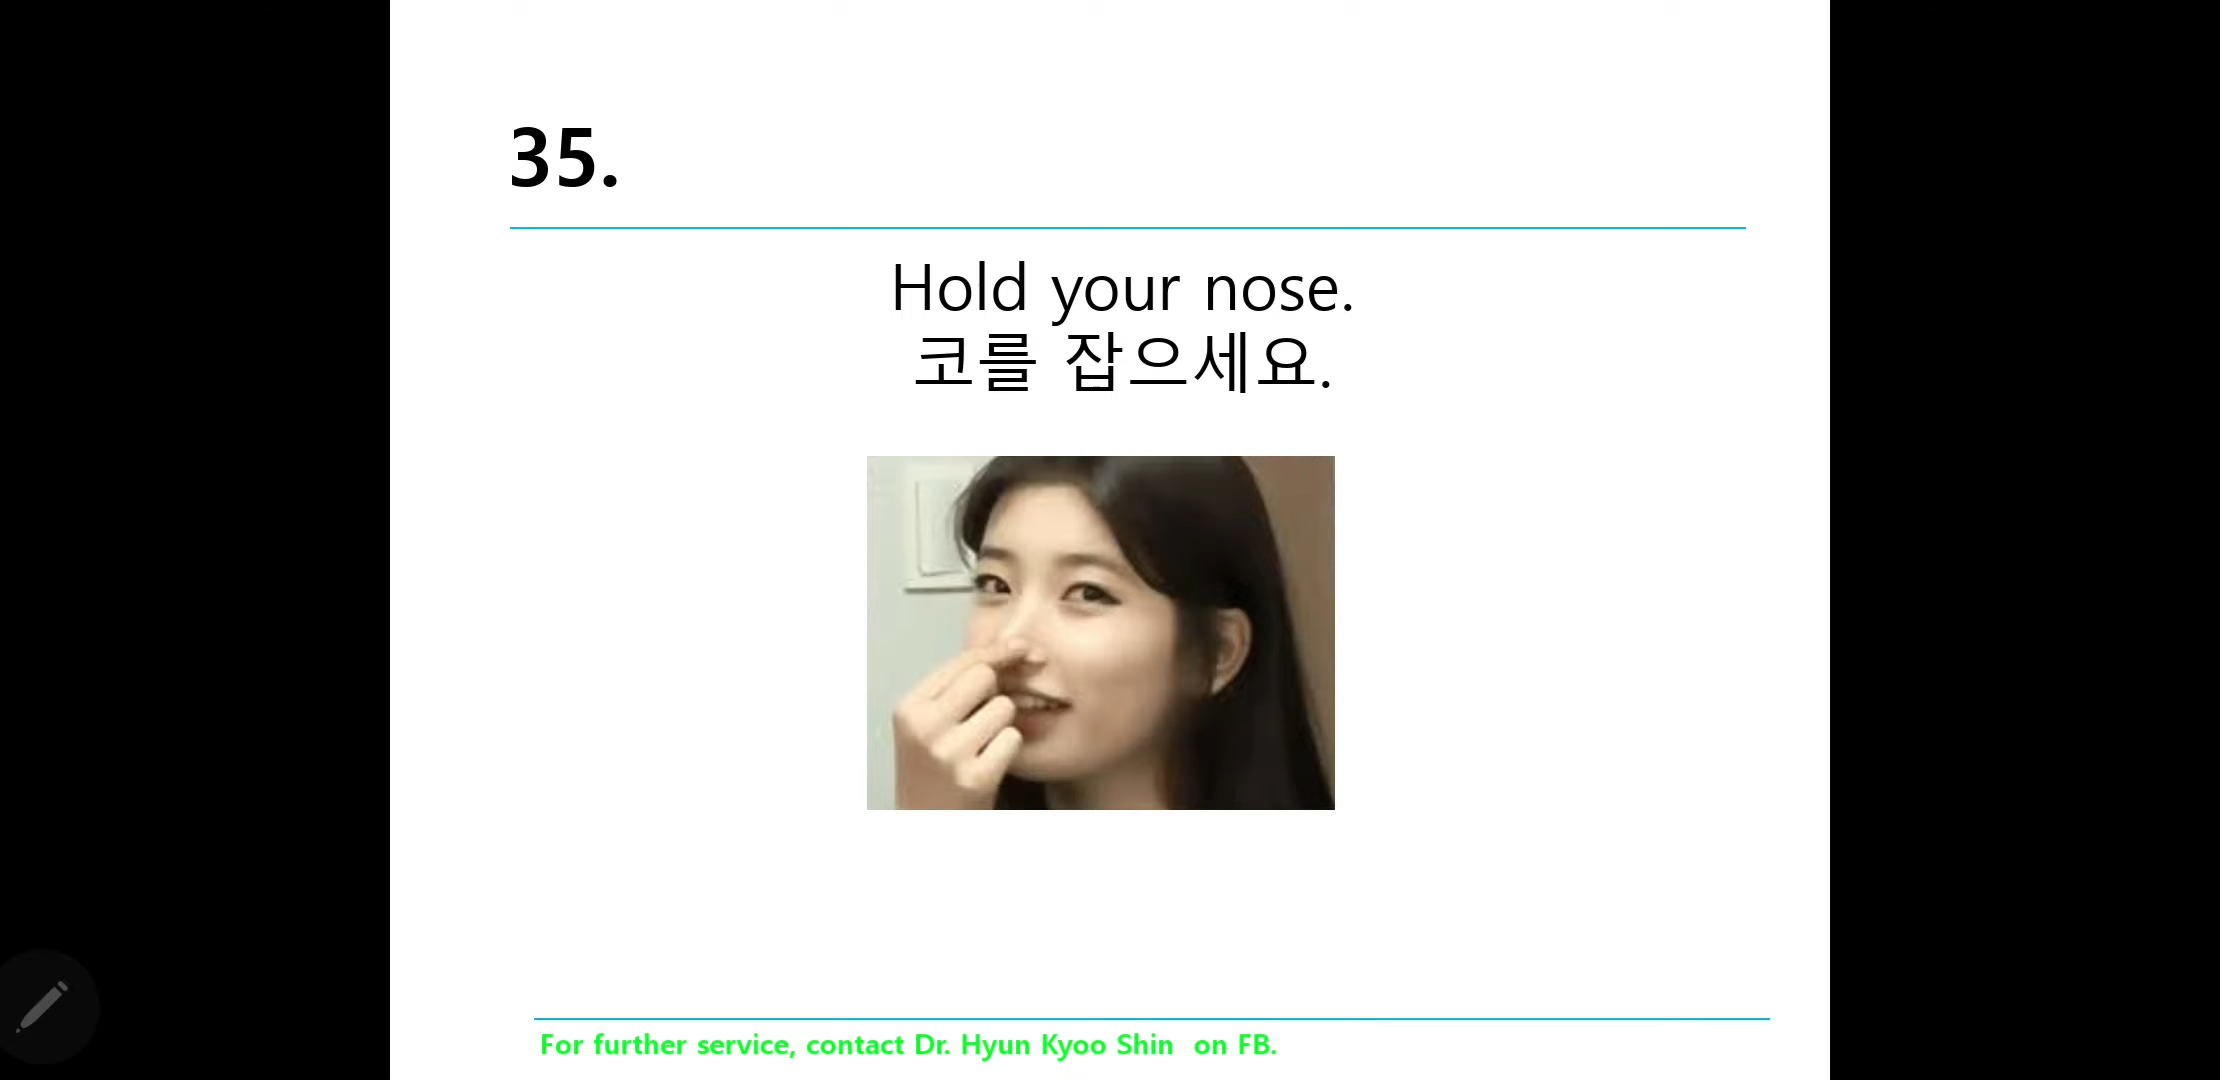 35.
Hold your nose.
코를 잡으세요.
For further service, contact Dr. Hyun Kyoo Shin  on FB.